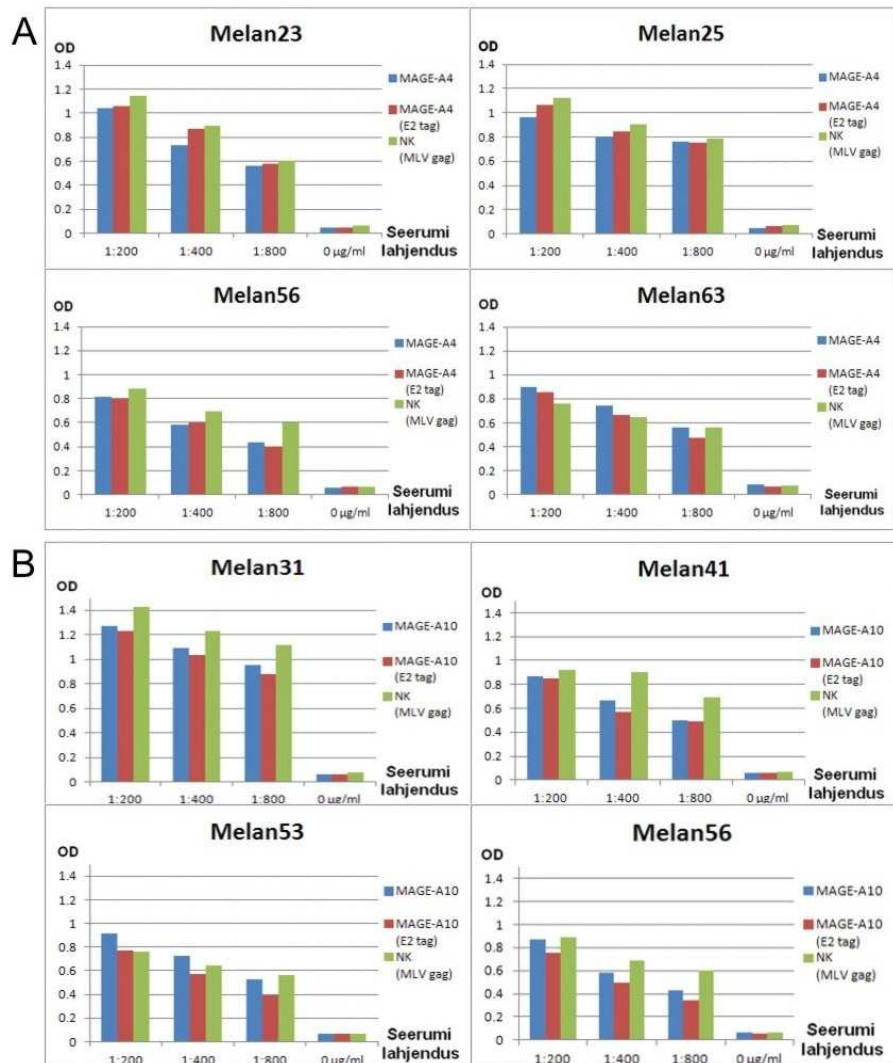 A
Melan23
OD
1.4
1.2
1
0.8
0.6
0.4
0.2
0
1:200 1:400 1:800 0 µg/ml
Seerumi
lahjendus
MAGE-A4
MAGE-A4
(E2 tag)
NK
(MLV gag)
Melan25
OD
1.4
1.2
1
0.8
0.6
0.4
0.2
0
1:200 1:400 1:800 0 µg/ml
Seerumi
lahjendus
MAGE-A4
MAGE-A4
(E2 tag)
NK
(MLV gag)
Melan56
OD
1.4
1.2
1
0.8
0.6
0.4
0.2
0
1:200 1:400 1:800 0 µg/ml
Seerumi
lahjendus
MAGE-A4
MAGE-A4
(E2 tag)
NK
(MLV gag)
Melan63
OD
1.4
1.2
1
0.8
0.6
0.4
0.2
0
1:200 1:400 1:800 0 µg/ml
Seerumi
lahjendus
MAGE-A4
MAGE-A4
(E2 tag)
NK
(MLV gag)
B
Melan31
OD
1.4
1.2
1
0.8
0.6
0.4
0.2
0
1:200 1:400 1:800 0 µg/ml
Seerumi
lahjendus
MAGE-A10
MAGE-A10
(E2 tag)
NK
(MLV gag)
Melan41
OD
1.4
1.2
1
0.8
0.6
0.4
0.2
0
1:200 1:400 1:800 0 µg/ml
Seerumi
lahjendus
MAGE-A10
MAGE-A10
(E2 tag)
NK
(MLV gag)
Melan53
OD
1.4
1.2
1
0.8
0.6
0.4
0.2
0
1:200 1:400 1:800 0 µg/ml
Seerumi
lahjendus
MAGE-A10
MAGE-A10
(E2 tag)
NK
(MLV gag)
Melan56
OD
1.4
1.2
1
0.8
0.6
0.4
0.2
0
1:200 1:400 1:800 0 µg/ml
Seerumi
lahjendus
MAGE-A10
MAGE-A10
(E2 tag)
NK
(MLV gag)